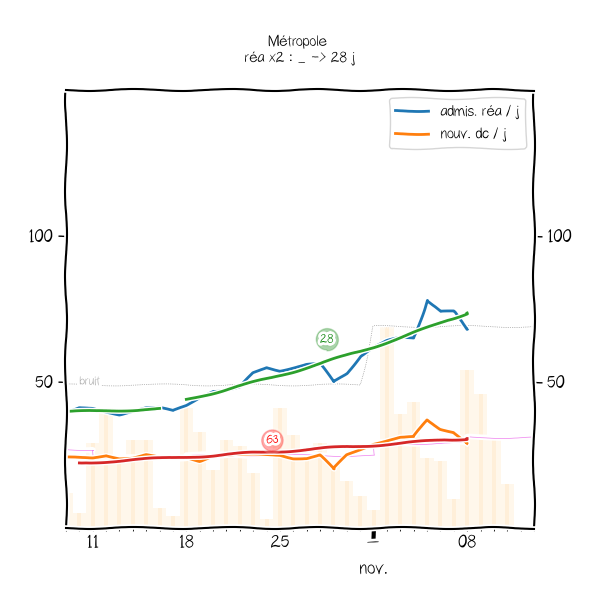 Métropole
réa x2 : _ -> 28 j
admis. réa / j
nouv. dc / j
100
100
28
50
50
bruit
63
11
18
25
1
08
nov.